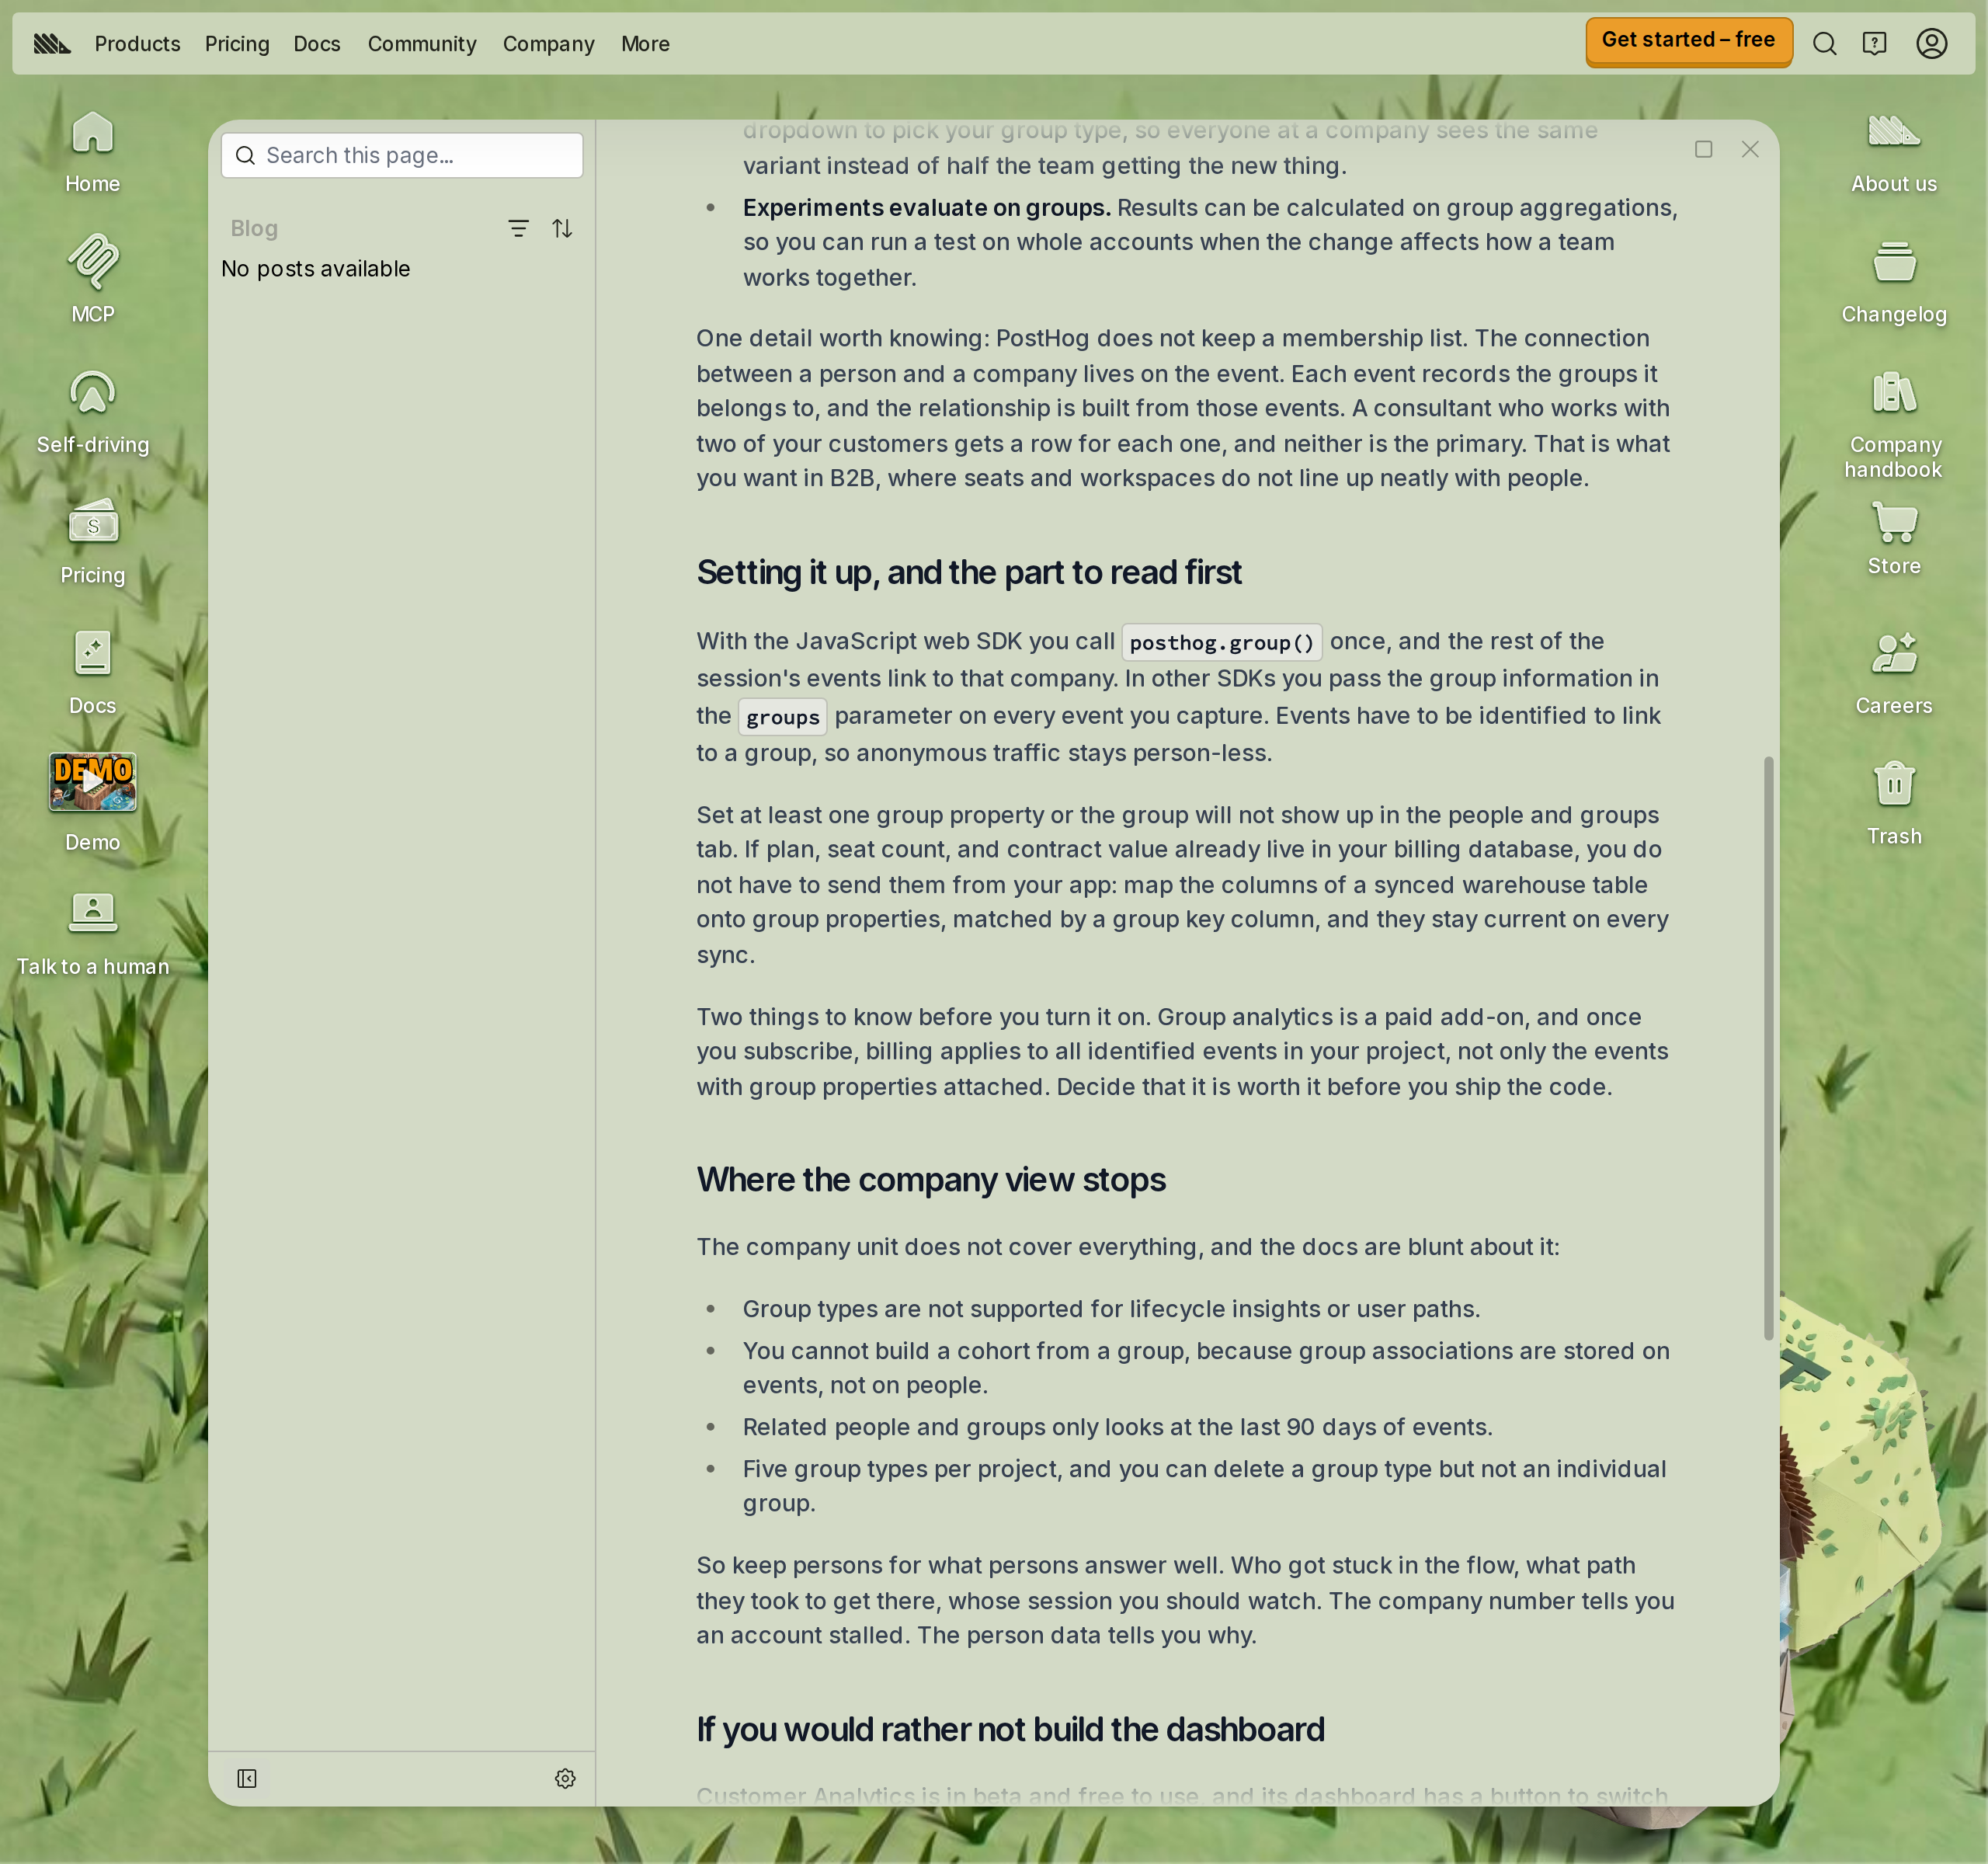 Products Pricing Docs Community Company More
Get started – free
Home
MCP
Self-driving
$
Pricing
Docs
DEMO
Demo
Talk to a human
Search this page...
Blog
No posts available
dropdown to pick your group type, so everyone at a company sees the same
variant instead of half the team getting the new thing.
• Experiments evaluate on groups. Results can be calculated on group aggregations,
so you can run a test on whole accounts when the change affects how a team
works together.
One detail worth knowing: PostHog does not keep a membership list. The connection
between a person and a company lives on the event. Each event records the groups it
belongs to, and the relationship is built from those events. A consultant who works with
two of your customers gets a row for each one, and neither is the primary. That is what
you want in B2B, where seats and workspaces do not line up neatly with people.
Setting it up, and the part to read first
With the JavaScript web SDK you call posthog.group() once, and the rest of the
session's events link to that company. In other SDKs you pass the group information in
the groups parameter on every event you capture. Events have to be identified to link
to a group, so anonymous traffic stays person-less.
Set at least one group property or the group will not show up in the people and groups
tab. If plan, seat count, and contract value already live in your billing database, you do
not have to send them from your app: map the columns of a synced warehouse table
onto group properties, matched by a group key column, and they stay current on every
sync.
Two things to know before you turn it on. Group analytics is a paid add-on, and once
you subscribe, billing applies to all identified events in your project, not only the events
with group properties attached. Decide that it is worth it before you ship the code.
Where the company view stops
The company unit does not cover everything, and the docs are blunt about it:
• Group types are not supported for lifecycle insights or user paths.
• You cannot build a cohort from a group, because group associations are stored on
events, not on people.
• Related people and groups only looks at the last 90 days of events.
• Five group types per project, and you can delete a group type but not an individual
group.
So keep persons for what persons answer well. Who got stuck in the flow, what path
they took to get there, whose session you should watch. The company number tells you
an account stalled. The person data tells you why.
If you would rather not build the dashboard
Customer Analytics is in beta and free to use, and its dashboard has a button to switch
About us
Changelog
Company
handbook
Store
Careers
Trash